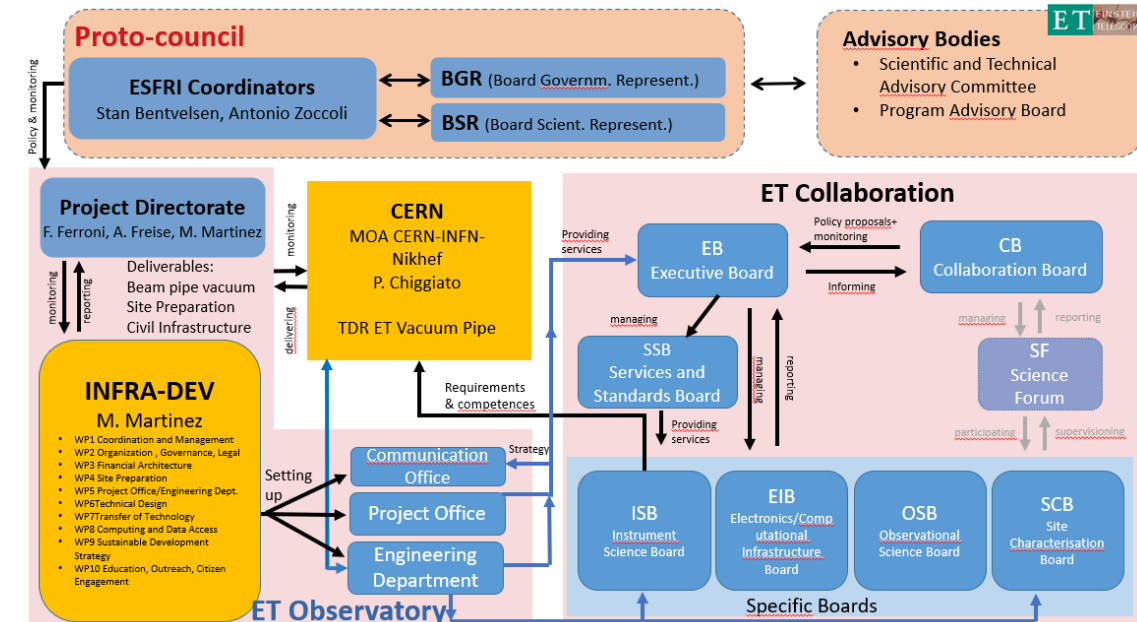 ET EINSTEIN
TELESCOPE
Proto-council
ESFRI Coordinators
Stan Bentvelsen, Antonio Zoccoli
BGR (Board Governm. Represent.)
BSR (Board Scient. Represent.)
Advisory Bodies
• Scientific and Technical
Advisory Committee
• Program Advisory Board
Policy & monitoring
Project Directorate
F. Ferroni, A. Freise, M. Martinez
monitoring
reporting
Deliverables:
Beam pipe vacuum
Site Preparation
Civil Infrastructure
monitoring
delivering
CERN
MOA CERN-INFN-
Nikhef
P. Chiggiato
TDR ET Vacuum Pipe
INFRA-DEV
M. Martinez
• WP1 Coordination and Management
• WP2 Organization , Governance, Legal
• WP3 Financial Architecture
• WP4 Site Preparation
• WP5 Project Office/Engineering Dept.
• WP6Technical Design
• WP7Transfer of Technology
• WP8 Computing and Data Access
• WP9 Sustainable Development
Strategy
• WP10 Education, Outreach, Citizen
Engagement
Setting
up
Communication
Office
Project Office
Engineering
Department
ET Observatory
Strategy
Requirements
& competences
Providing
services
ET Collaboration
EB
Executive Board
Policy proposals+
monitoring
Informing
CB
Collaboration Board
managing
SSB
Services and
Standards Board
Providing
services
managing
reporting
managing
reporting
SF
Science
Forum
participating
supervisioning
ISB
Instrument
Science Board
EIB
Electronics/Comp
utational
Infrastructure
Board
OSB
Observational
Science Board
SCB
Site
Characterisation
Board
Specific Boards